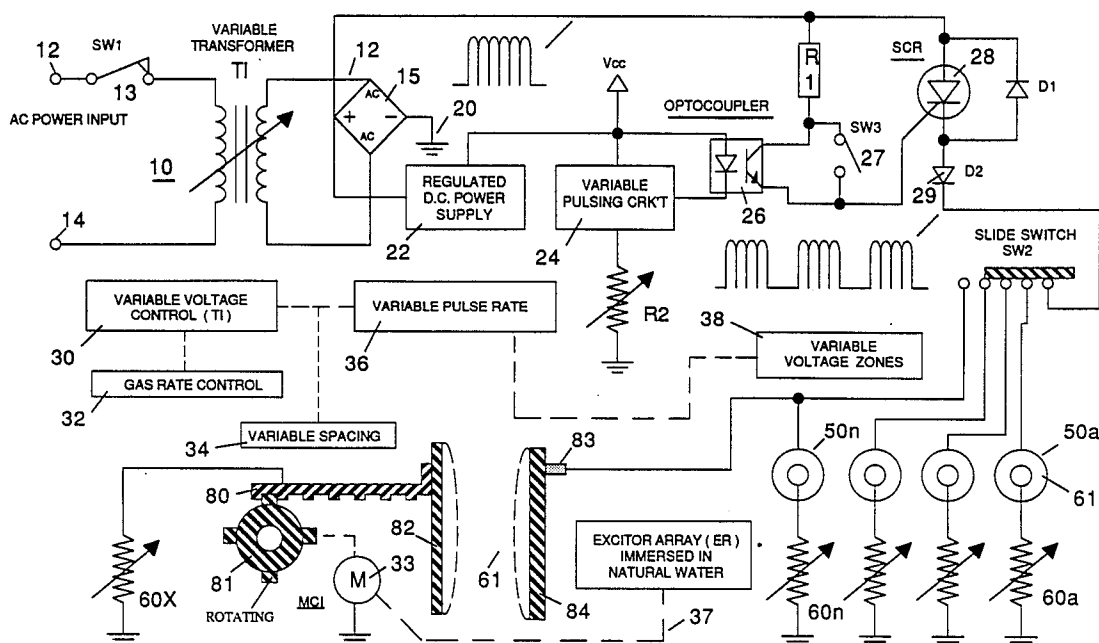 VARIABLE
TRANSFORMER
TI
SW1
12
13
AC POWER INPUT
10
14
12
15
AC
+
-
AC
20
REGULATED
D.C. POWER
SUPPLY
22
Vcc
VARIABLE
PULSING CRK'T
24
R2
OPTOCOUPLER
26
R
1
SW3
27
SCR
28
D1
D2
29
SLIDE SWITCH
SW2
VARIABLE VOLTAGE
CONTROL ( TI )
30
VARIABLE PULSE RATE
36
38
VARIABLE
VOLTAGE ZONES
GAS RATE CONTROL
32
VARIABLE SPACING
34
80
81
ROTATING
60X
MCI
M
33
82
61
83
84
EXCITOR ARRAY ( ER )
IMMERSED IN
NATURAL WATER
37
50n
50a
61
60n
60a